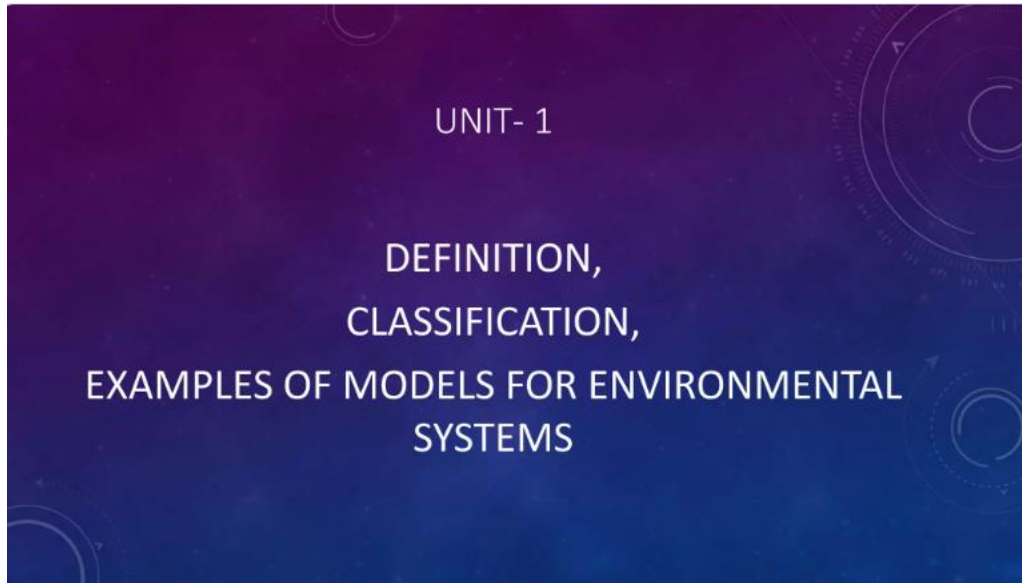 UNIT- 1
DEFINITION,
CLASSIFICATION,
EXAMPLES OF MODELS FOR ENVIRONMENTAL
SYSTEMS